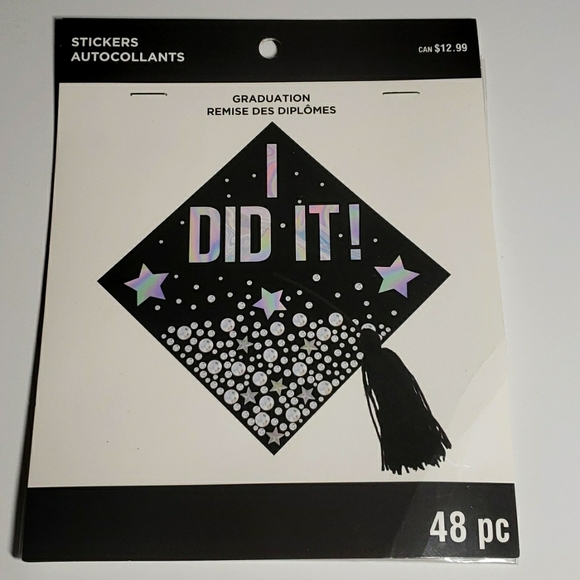 STICKERS
AUTOCOLLANTS
CAN $12.99
GRADUATION
REMISE DES DIPLÔMES
I
DID IT!
48 pc